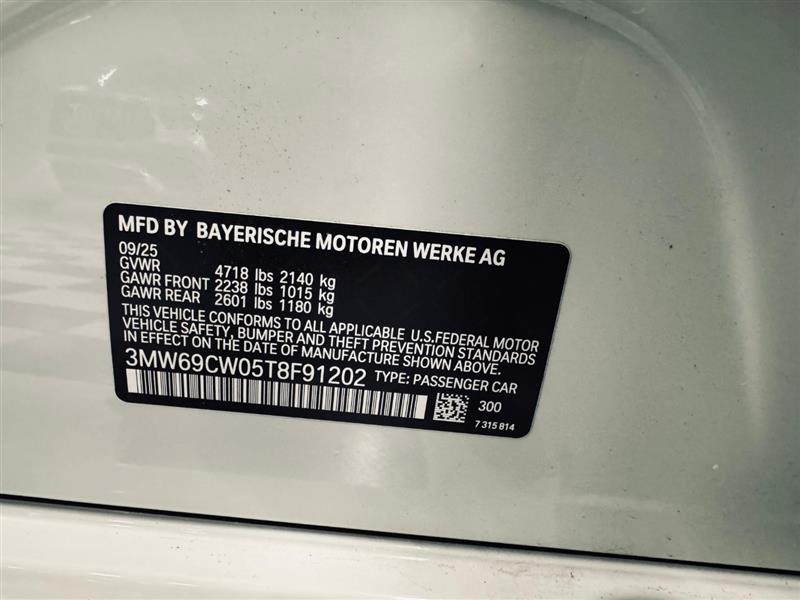 MFD BY BAYERISCHE MOTOREN WERKE AG
09/25
GVWR 4718 lbs 2140 kg
GAWR FRONT 2238 lbs 1015 kg
GAWR REAR 2601 lbs 1180 kg
THIS VEHICLE CONFORMS TO ALL APPLICABLE U.S.FEDERAL MOTOR
VEHICLE SAFETY, BUMPER AND THEFT PREVENTION STANDARDS
IN EFFECT ON THE DATE OF MANUFACTURE SHOWN ABOVE.
3MW69CW05T8F91202 TYPE: PASSENGER CAR
300
7 315 814